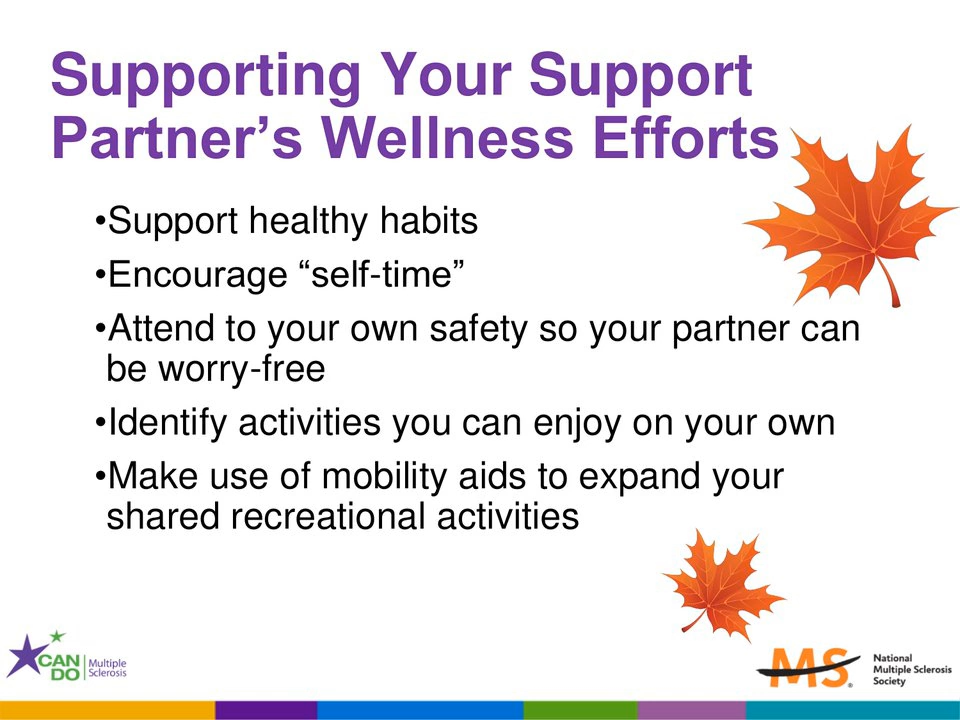 Supporting Your Support
Partner’s Wellness Efforts
•Support healthy habits
•Encourage “self-time”
•Attend to your own safety so your partner can
be worry-free
•Identify activities you can enjoy on your own
•Make use of mobility aids to expand your
shared recreational activities
CAN
DO
Multiple
Sclerosis
MS
®
National
Multiple Sclerosis
Society